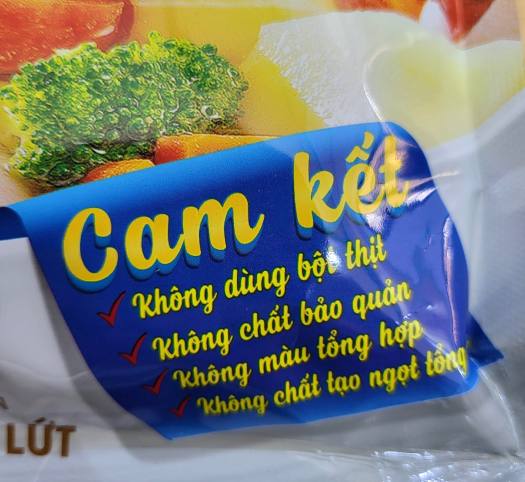 Cam kết
Không dùng bột thịt
Không chất bảo quản
Không màu tổng hợp
Không chất tạo ngọt tổng
LỨT